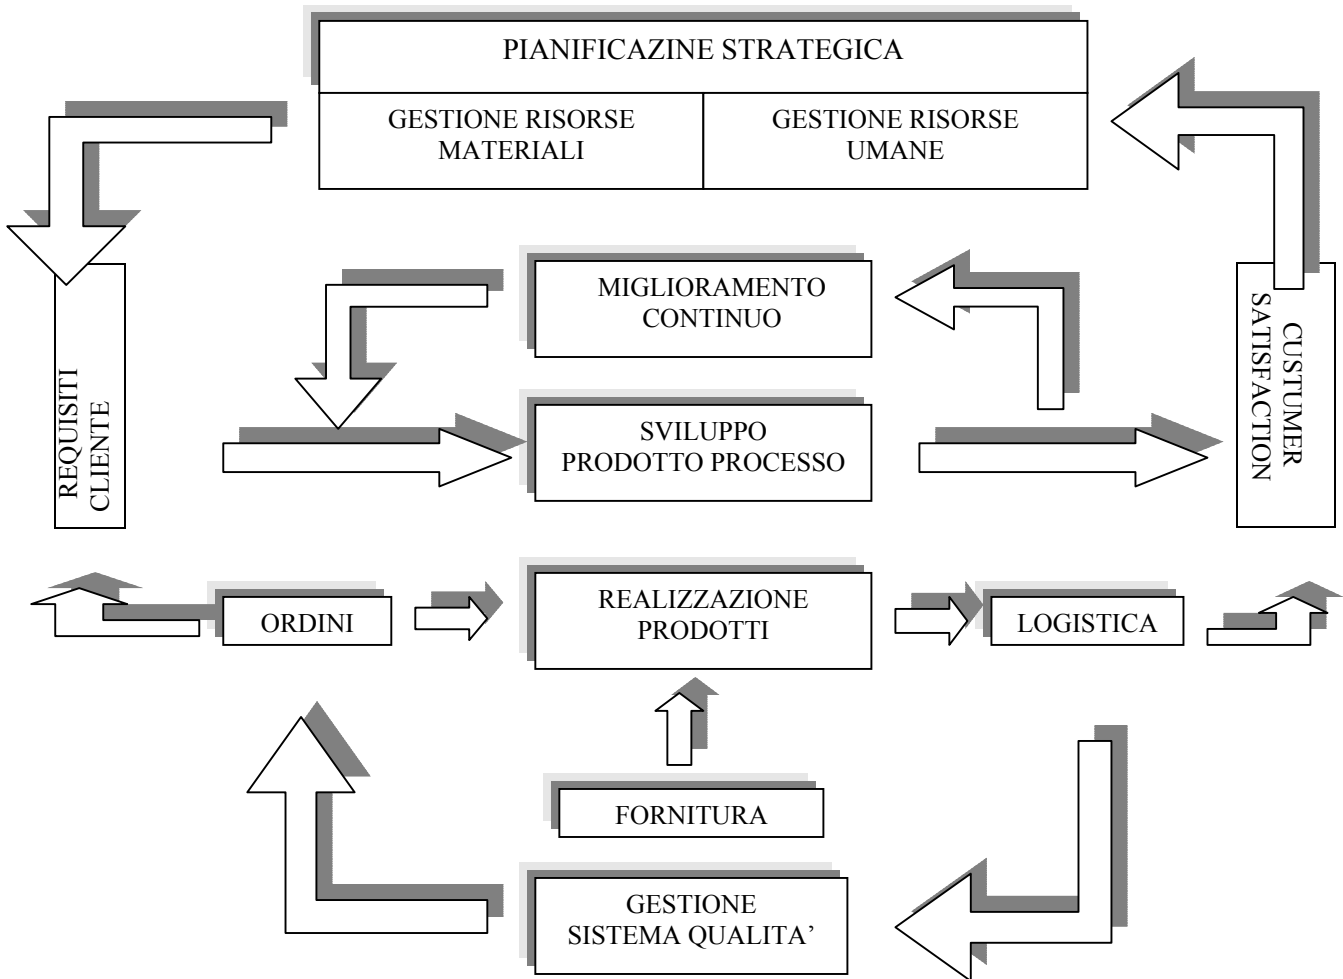 PIANIFICAZINE STRATEGICA
GESTIONE RISORSE
MATERIALI
GESTIONE RISORSE
UMANE
MIGLIORAMENTO
CONTINUO
REQUISITI
CLIENTE
SVILUPPO
PRODOTTO PROCESSO
CUSTUMER
SATISFACTION
ORDINI
REALIZZAZIONE
PRODOTTI
LOGISTICA
FORNITURA
GESTIONE
SISTEMA QUALITA’